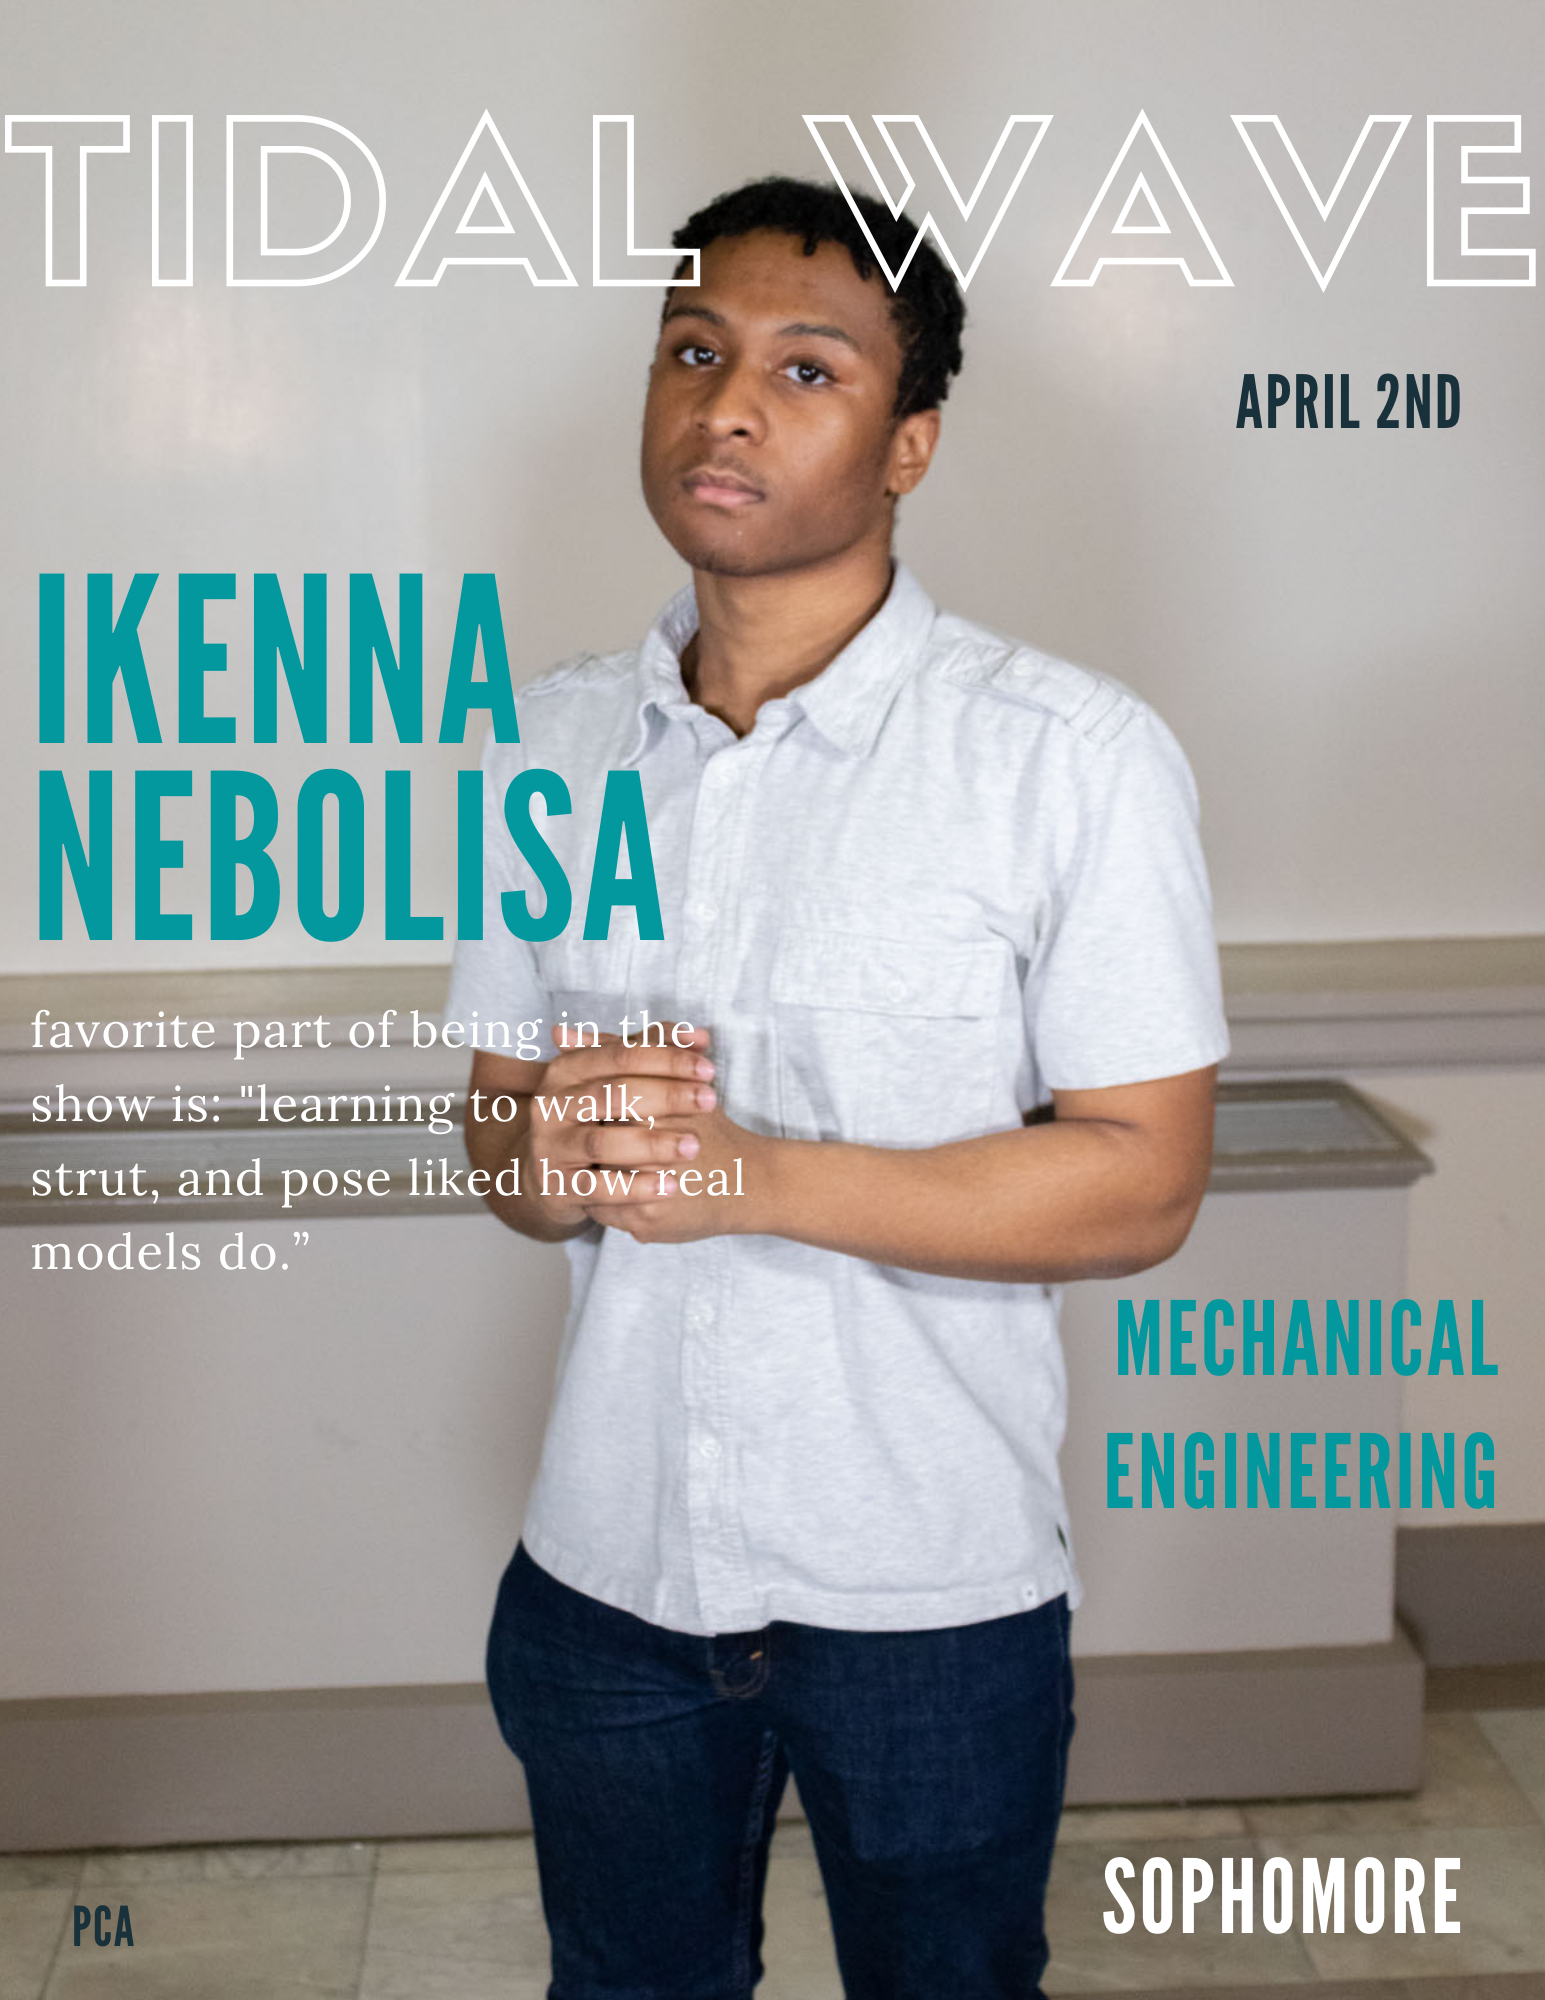 TIDAL WAVE
APRIL 2ND
IKENNA
NEBOLISA
favorite part of being in the
show is: "learning to walk,
strut, and pose liked how real
models do.”
MECHANICAL
ENGINEERING
SOPHOMORE
PCA